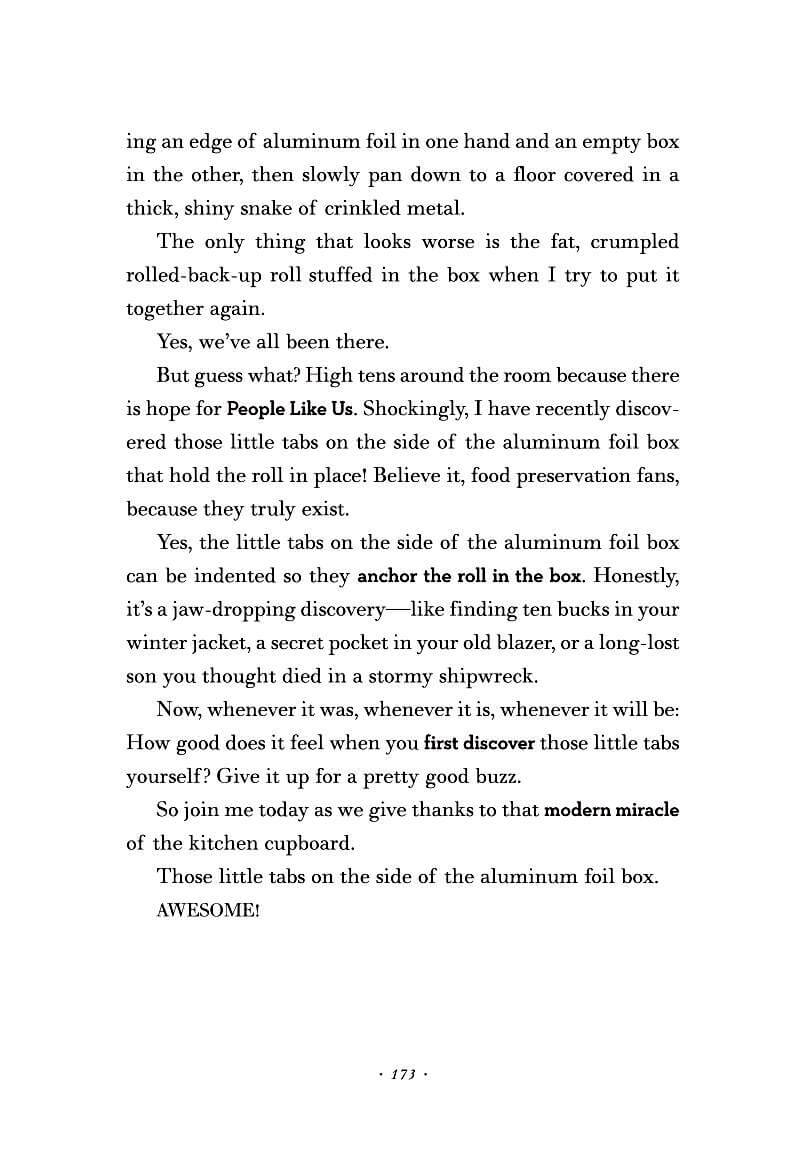 ing an edge of aluminum foil in one hand and an empty box
in the other, then slowly pan down to a floor covered in a
thick, shiny snake of crinkled metal.
The only thing that looks worse is the fat, crumpled
rolled-back-up roll stuffed in the box when I try to put it
together again.
Yes, we’ve all been there.
But guess what? High tens around the room because there
is hope for People Like Us. Shockingly, I have recently discov-
ered those little tabs on the side of the aluminum foil box
that hold the roll in place! Believe it, food preservation fans,
because they truly exist.
Yes, the little tabs on the side of the aluminum foil box
can be indented so they anchor the roll in the box. Honestly,
it’s a jaw-dropping discovery—like finding ten bucks in your
winter jacket, a secret pocket in your old blazer, or a long-lost
son you thought died in a stormy shipwreck.
Now, whenever it was, whenever it is, whenever it will be:
How good does it feel when you first discover those little tabs
yourself? Give it up for a pretty good buzz.
So join me today as we give thanks to that modern miracle
of the kitchen cupboard.
Those little tabs on the side of the aluminum foil box.
AWESOME!
· 173 ·